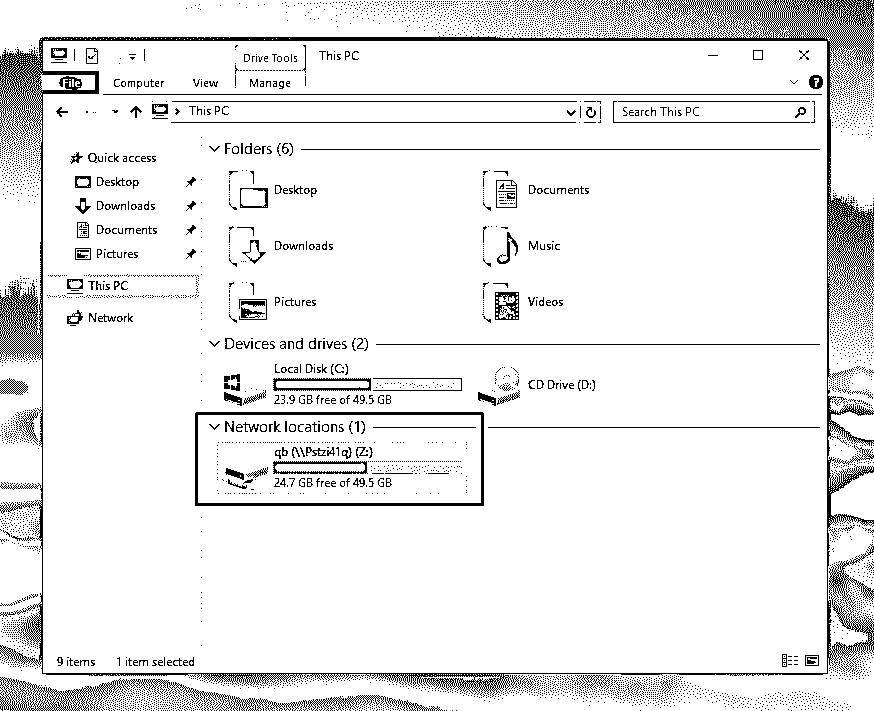 Drive Tools This PC
File Computer View Manage
This PC Search This PC
Quick access
Desktop
Downloads
Documents
Pictures
This PC
Network
Folders (6)
Desktop Documents
Downloads Music
Pictures Videos
Devices and drives (2)
Local Disk (C:)
23.9 GB free of 49.5 GB
CD Drive (D:)
Network locations (1)
qb (\\Pstzi41q) (Z:)
24.7 GB free of 49.5 GB
9 items 1 item selected